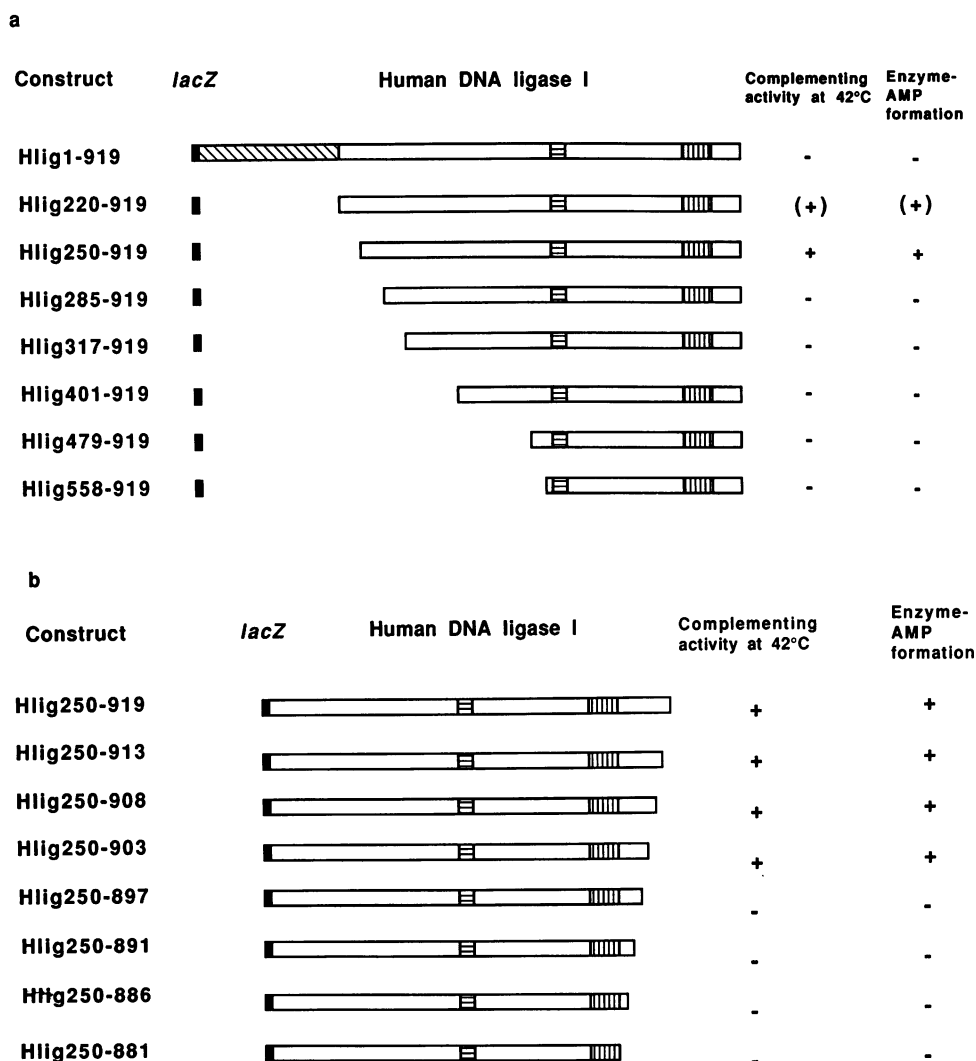 a
Construct lacZ Human DNA ligase I Complementing activity at 42°C Enzyme-AMP formation
Hlig1-919 - -
Hlig220-919 (+) (+)
Hlig250-919 + +
Hlig285-919 - -
Hlig317-919 - -
Hlig401-919 - -
Hlig479-919 - -
Hlig558-919 - -
b
Construct lacZ Human DNA ligase I Complementing activity at 42°C Enzyme-AMP formation
Hlig250-919 + +
Hlig250-913 + +
Hlig250-908 + +
Hlig250-903 + +
Hlig250-897 - -
Hlig250-891 - -
Hlig250-886 - -
Hlig250-881 - -